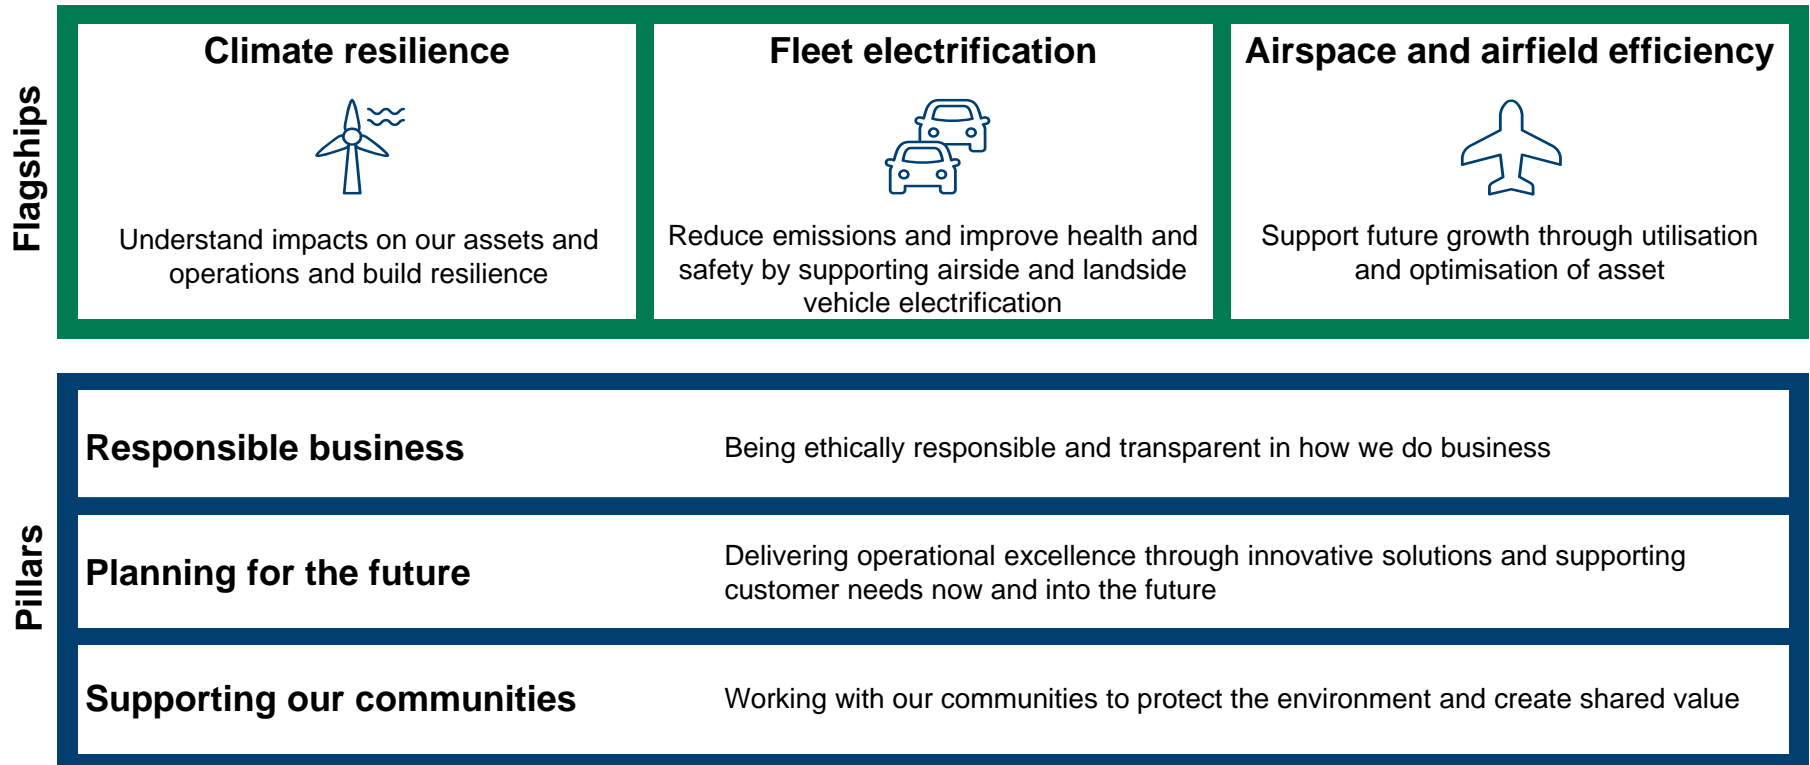 Flagships
Climate resilience
Understand impacts on our assets and
operations and build resilience
Fleet electrification
Reduce emissions and improve health and
safety by supporting airside and landside
vehicle electrification
Airspace and airfield efficiency
Support future growth through utilisation
and optimisation of asset
Pillars
Responsible business
Being ethically responsible and transparent in how we do business
Planning for the future
Delivering operational excellence through innovative solutions and supporting
customer needs now and into the future
Supporting our communities
Working with our communities to protect the environment and create shared value